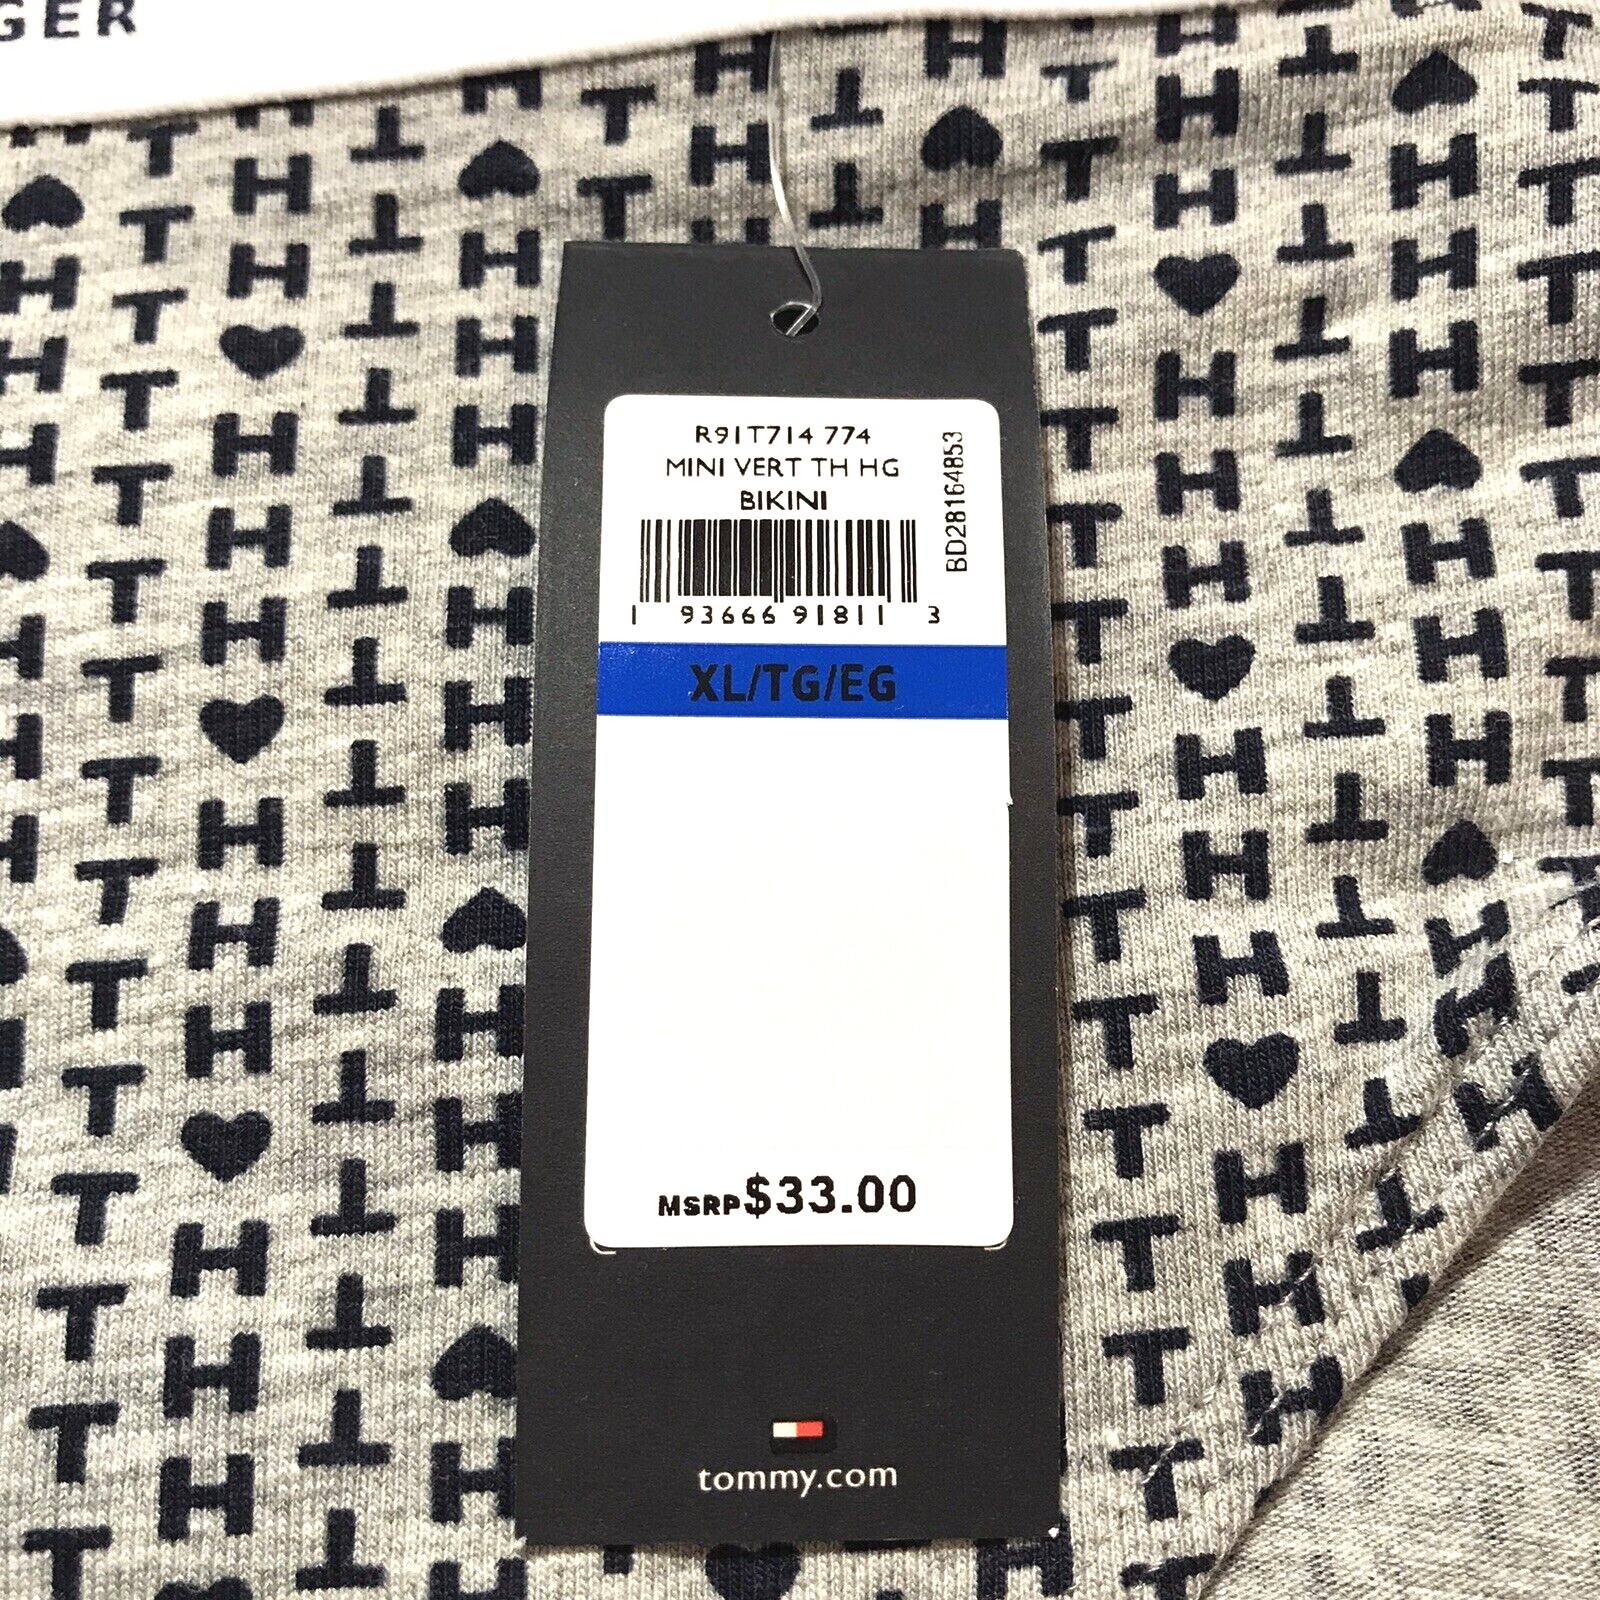 GER
R91T714 774
MINI VERT TH HG
BIKINI
BD28164853
1 93666 91811 3
XL/TG/EG
MSRP$33.00
tommy.com